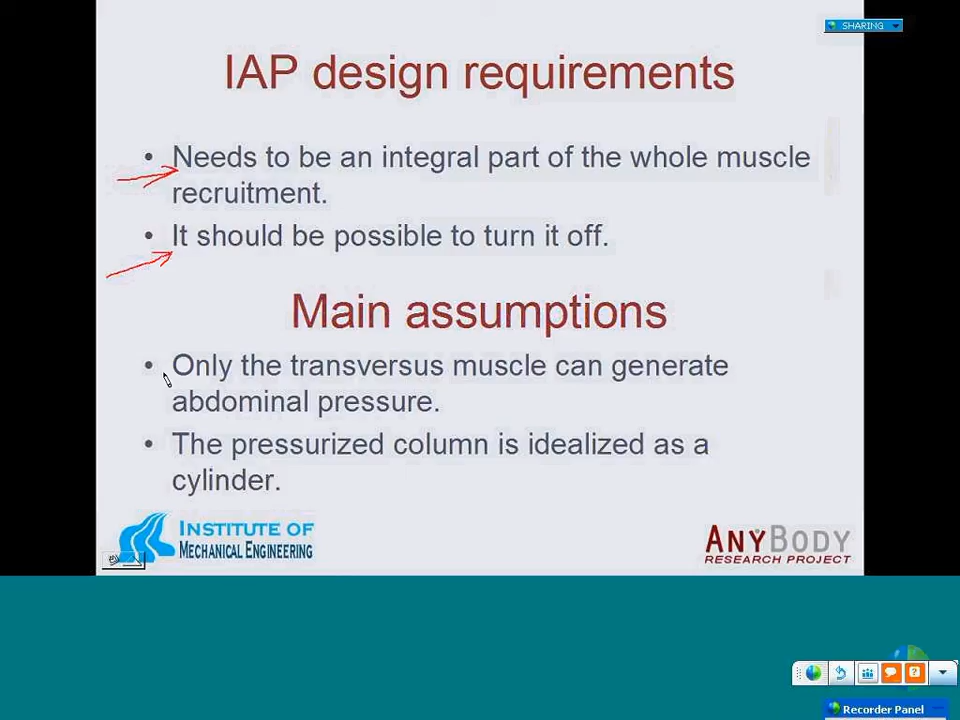 SHARING
IAP design requirements
• Needs to be an integral part of the whole muscle
recruitment.
• It should be possible to turn it off.
Main assumptions
• Only the transversus muscle can generate
abdominal pressure.
• The pressurized column is idealized as a
cylinder.
INSTITUTE OF
MECHANICAL ENGINEERING
ANYBODY
RESEARCH PROJECT
Recorder Panel